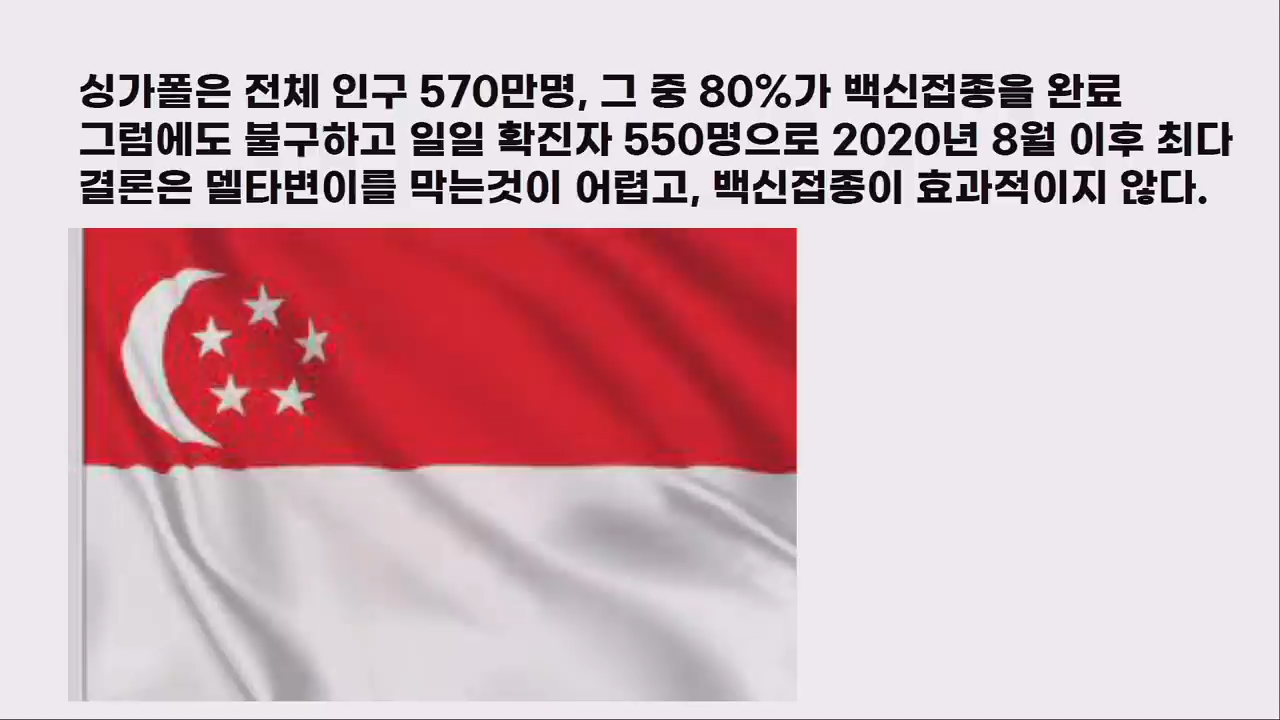 싱가폴은 전체 인구 570만명, 그 중 80%가 백신접종을 완료
그럼에도 불구하고 일일 확진자 550명으로 2020년 8월 이후 최다
결론은 델타변이를 막는것이 어렵고, 백신접종이 효과적이지 않다.